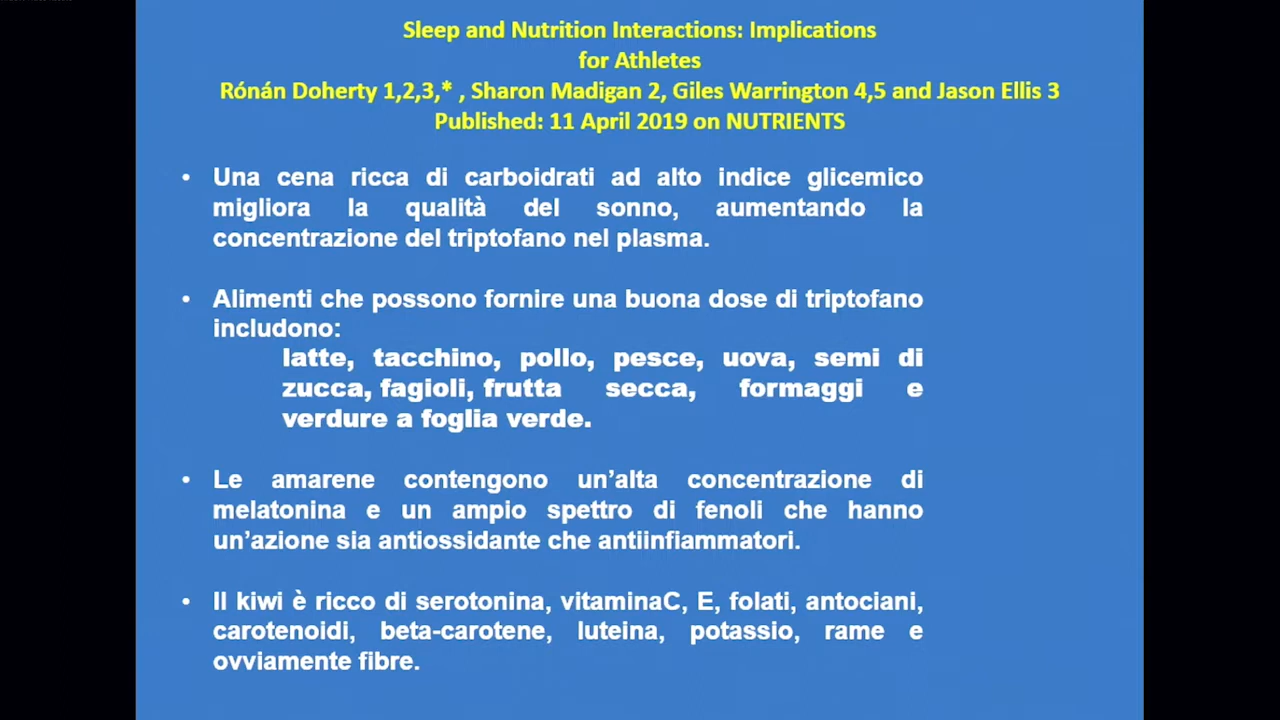 Sleep and Nutrition Interactions: Implications
for Athletes
Rónán Doherty 1,2,3,* , Sharon Madigan 2, Giles Warrington 4,5 and Jason Ellis 3
Published: 11 April 2019 on NUTRIENTS
• Una cena ricca di carboidrati ad alto indice glicemico
migliora la qualità del sonno, aumentando la
concentrazione del triptofano nel plasma.
• Alimenti che possono fornire una buona dose di triptofano
includono:
latte, tacchino, pollo, pesce, uova, semi di
zucca, fagioli, frutta secca, formaggi e
verdure a foglia verde.
• Le amarene contengono un’alta concentrazione di
melatonina e un ampio spettro di fenoli che hanno
un’azione sia antiossidante che antiinfiammatori.
• Il kiwi è ricco di serotonina, vitaminaC, E, folati, antociani,
carotenoidi, beta-carotene, luteina, potassio, rame e
ovviamente fibre.